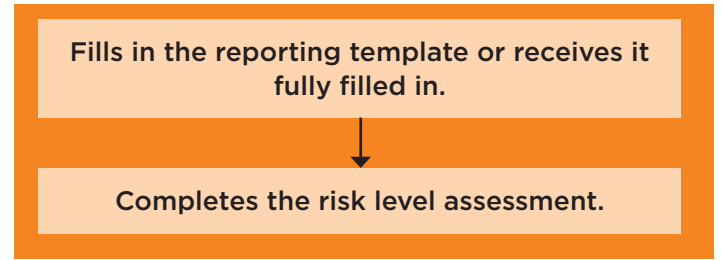 Fills in the reporting template or receives it
fully filled in.
Completes the risk level assessment.